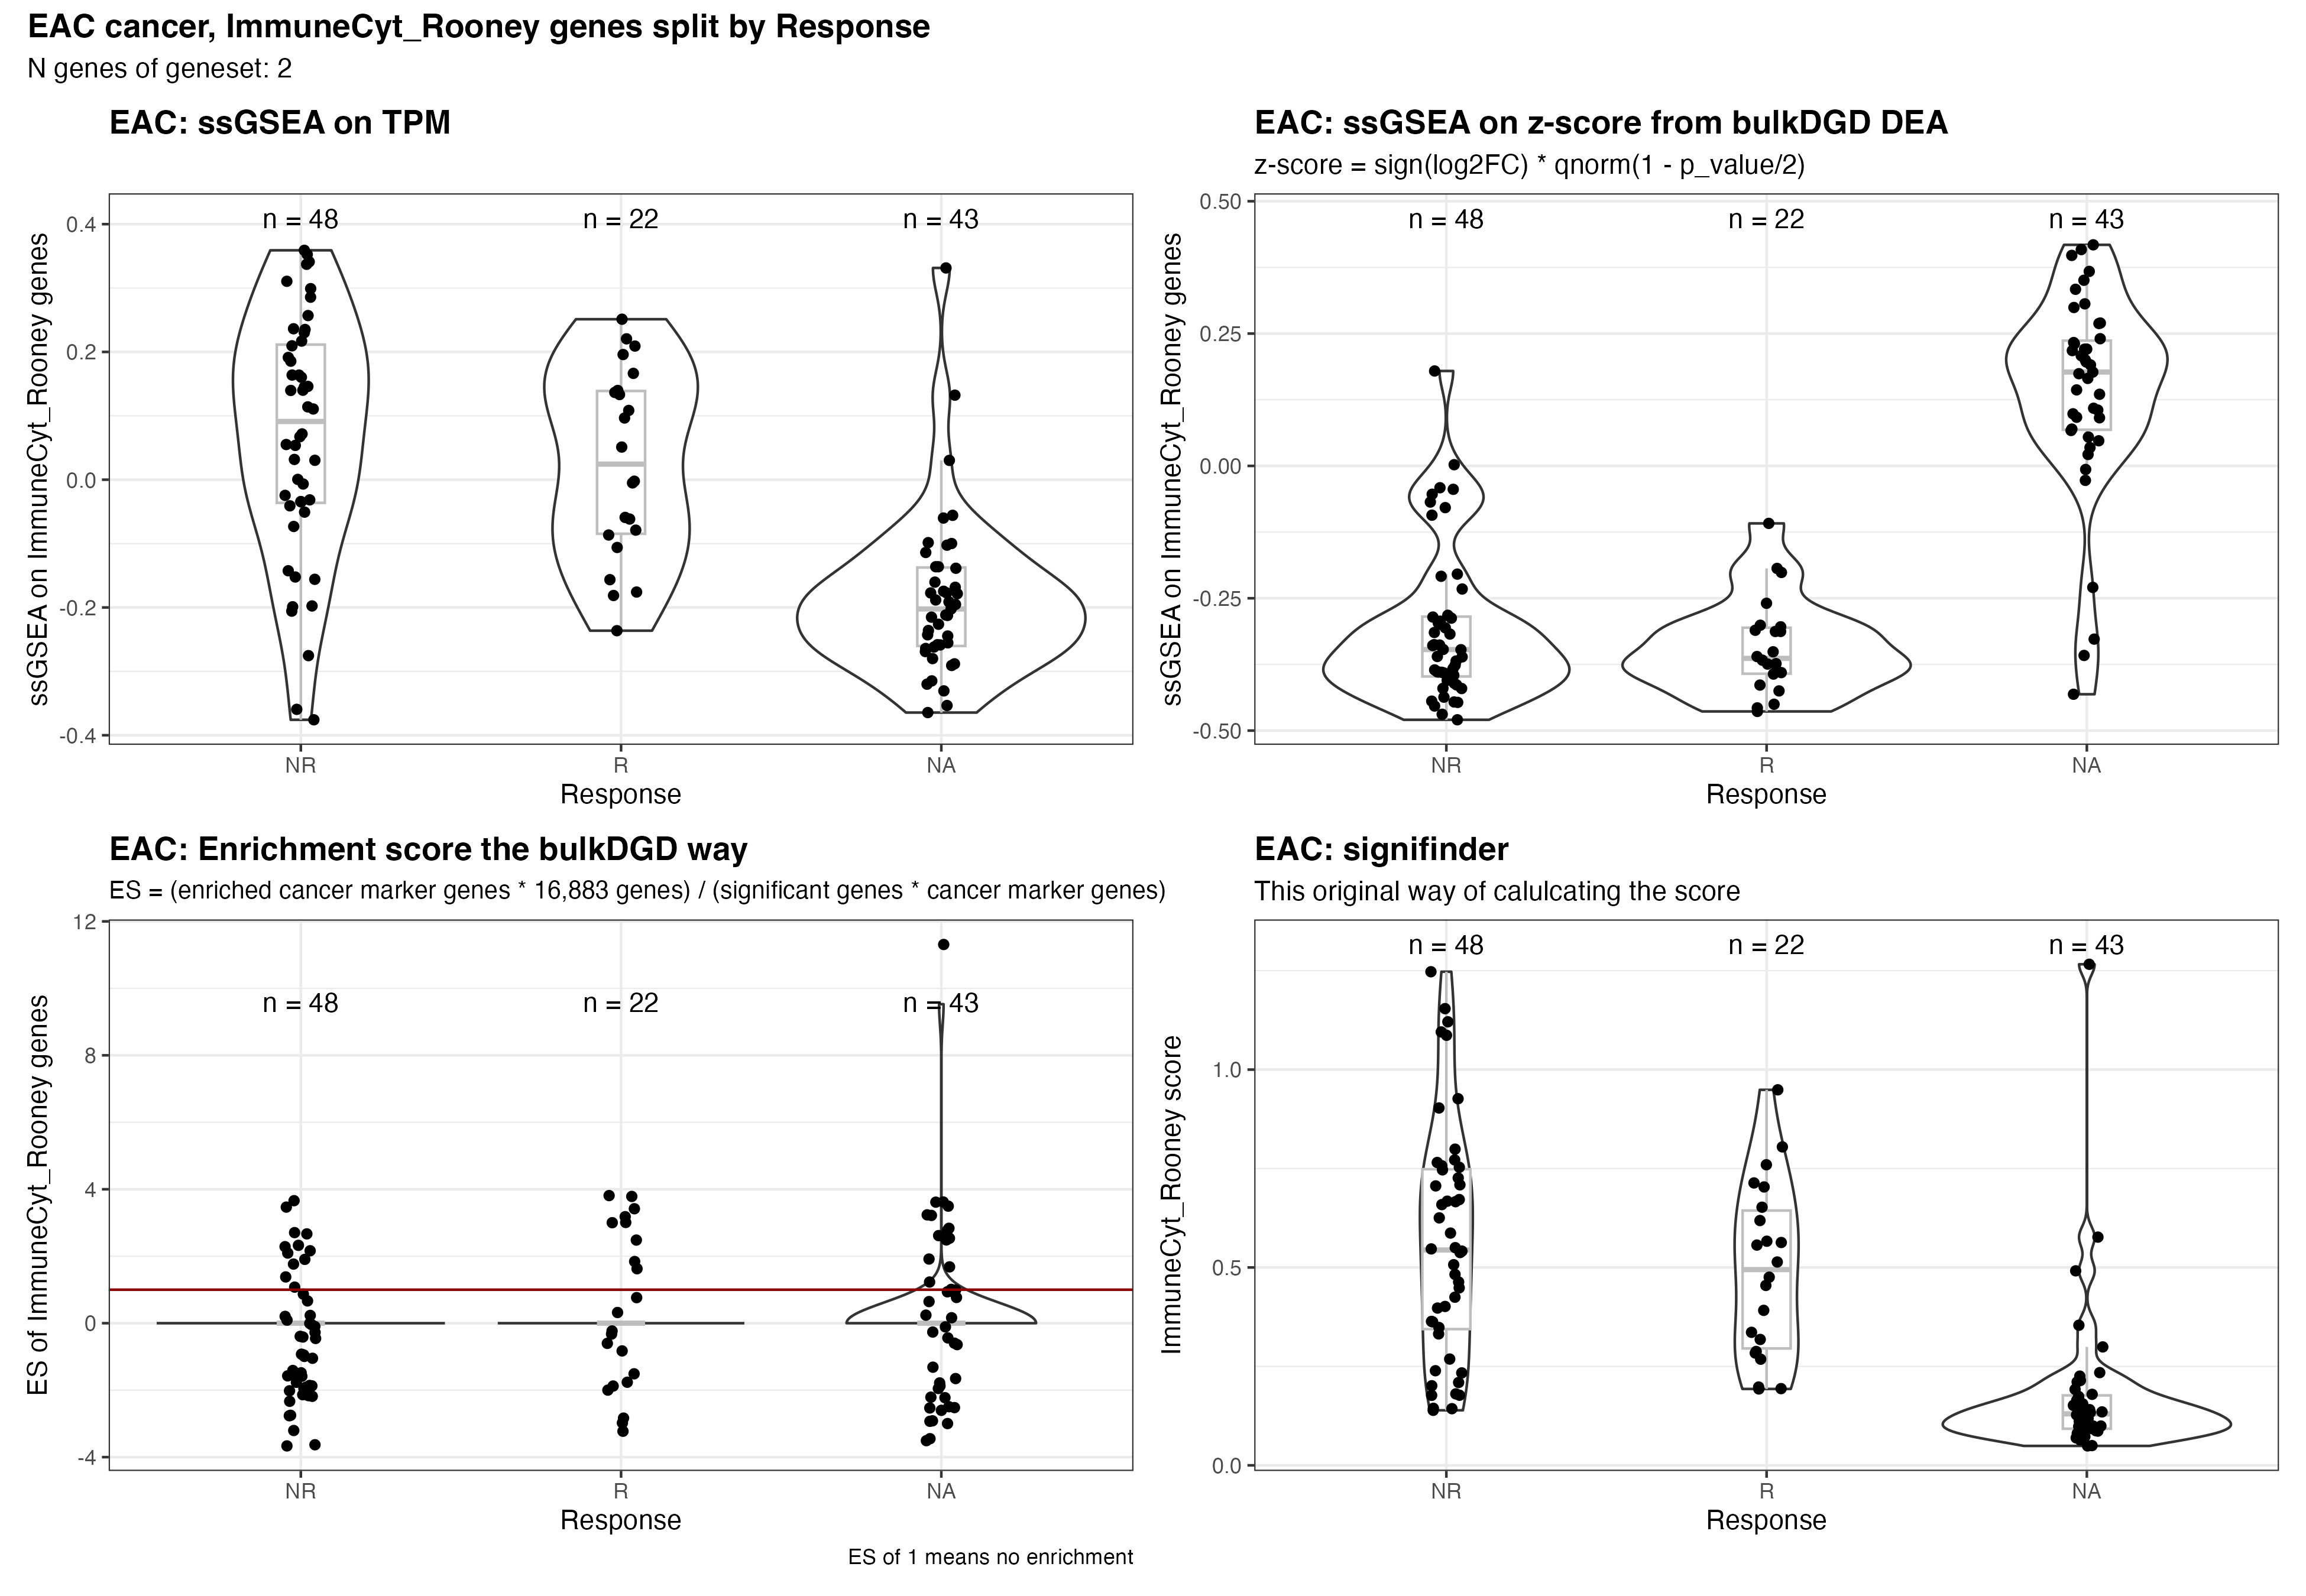 EAC cancer, ImmuneCyt_Rooney genes split by Response
N genes of geneset: 2
EAC: ssGSEA on TPM
ssGSEA on ImmuneCyt_Rooney genes
0.4
0.2
0.0
-0.2
-0.4
n = 48
n = 22
n = 43
NR
R
NA
Response
EAC: ssGSEA on z-score from bulkDGD DEA
z-score = sign(log2FC) * qnorm(1 - p_value/2)
ssGSEA on ImmuneCyt_Rooney genes
0.50
0.25
0.00
-0.25
-0.50
n = 48
n = 22
n = 43
NR
R
NA
Response
EAC: Enrichment score the bulkDGD way
ES = (enriched cancer marker genes * 16,883 genes) / (significant genes * cancer marker genes)
ES of ImmuneCyt_Rooney genes
12
8
4
0
-4
n = 48
n = 22
n = 43
NR
R
NA
Response
ES of 1 means no enrichment
EAC: signifinder
This original way of calulcating the score
ImmuneCyt_Rooney score
1.0
0.5
0.0
n = 48
n = 22
n = 43
NR
R
NA
Response